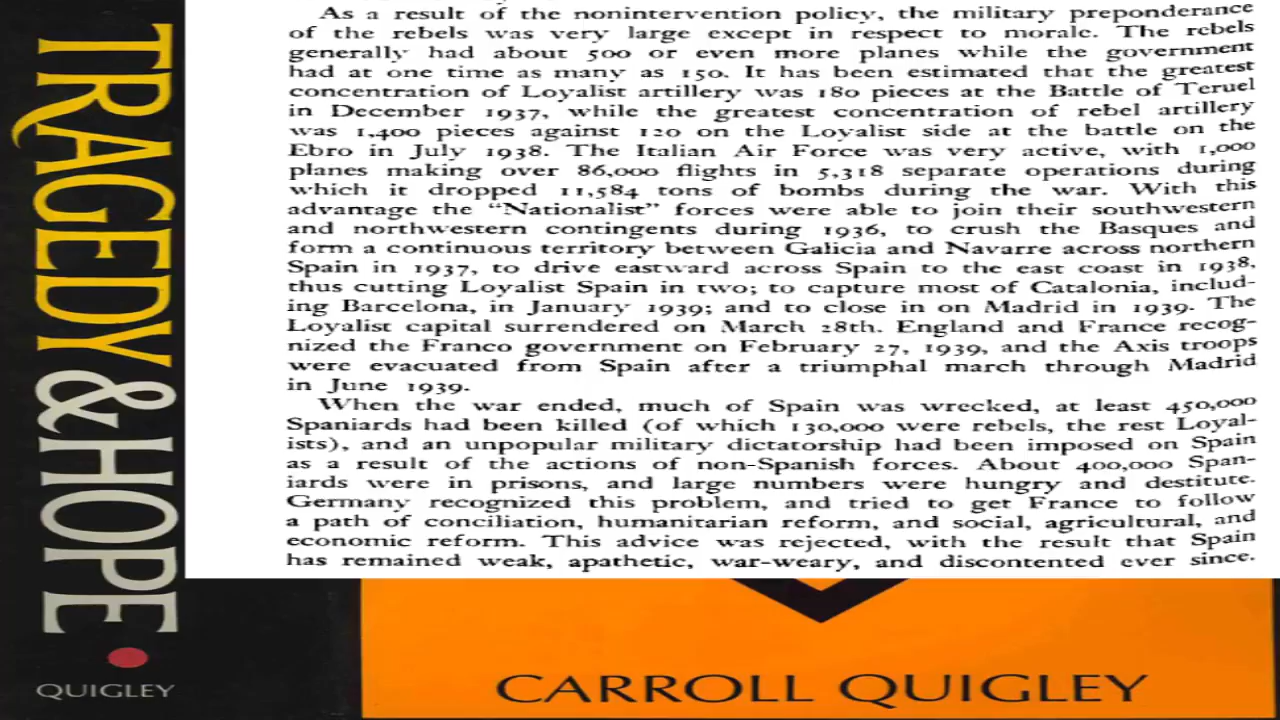 TRAGEDY & HOPE
QUIGLEY
As a result of the nonintervention policy, the military preponderance
of the rebels was very large except in respect to morale. The rebels
generally had about 500 or even more planes while the government
had at one time as many as 150. It has been estimated that the greatest
concentration of Loyalist artillery was 180 pieces at the Battle of Teruel
in December 1937, while the greatest concentration of rebel artillery
was 1,400 pieces against 120 on the Loyalist side at the battle on the
Ebro in July 1938. The Italian Air Force was very active, with 1,000
planes making over 86,000 flights in 5,318 separate operations during
which it dropped 11,584 tons of bombs during the war. With this
advantage the “Nationalist” forces were able to join their southwestern
and northwestern contingents during 1936, to crush the Basques and
form a continuous territory between Galicia and Navarre across northern
Spain in 1937, to drive eastward across Spain to the east coast in 1938,
thus cutting Loyalist Spain in two; to capture most of Catalonia, includ-
ing Barcelona, in January 1939; and to close in on Madrid in 1939. The
Loyalist capital surrendered on March 28th. England and France recog-
nized the Franco government on February 27, 1939, and the Axis troops
were evacuated from Spain after a triumphal march through Madrid
in June 1939.
When the war ended, much of Spain was wrecked, at least 450,000
Spaniards had been killed (of which 130,000 were rebels, the rest Loyal-
ists), and an unpopular military dictatorship had been imposed on Spain
as a result of the actions of non-Spanish forces. About 400,000 Span-
iards were in prisons, and large numbers were hungry and destitute.
Germany recognized this problem, and tried to get France to follow
a path of conciliation, humanitarian reform, and social, agricultural, and
economic reform. This advice was rejected, with the result that Spain
has remained weak, apathetic, war-weary, and discontented ever since.
CARROLL QUIGLEY